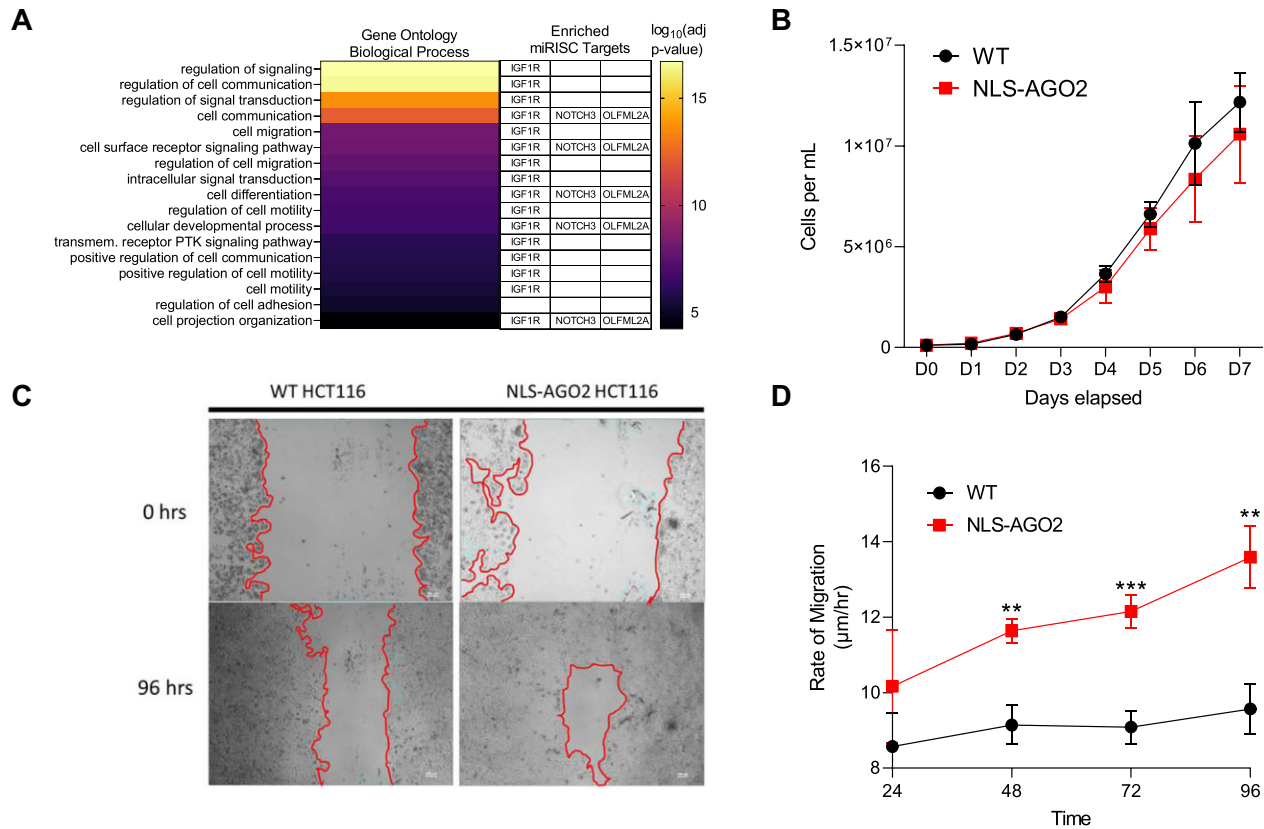 A
Gene Ontology
Biological Process
Enriched
miRISC Targets
log10(adj
p-value)
regulation of signaling IGF1R
regulation of cell communication IGF1R
regulation of signal transduction IGF1R
cell communication IGF1R NOTCH3 OLFML2A
cell migration IGF1R
cell surface receptor signaling pathway IGF1R NOTCH3 OLFML2A
regulation of cell migration IGF1R
intracellular signal transduction IGF1R
cell differentiation IGF1R NOTCH3 OLFML2A
regulation of cell motility IGF1R
cellular developmental process IGF1R NOTCH3 OLFML2A
transmem. receptor PTK signaling pathway IGF1R
positive regulation of cell communication IGF1R
positive regulation of cell motility IGF1R
cell motility IGF1R
regulation of cell adhesion
cell projection organization IGF1R NOTCH3 OLFML2A
15
10
5
B
1.5×10⁷
1×10⁷
5×10⁶
0
Cells per mL
WT
NLS-AGO2
D0 D1 D2 D3 D4 D5 D6 D7
Days elapsed
C
WT HCT116 NLS-AGO2 HCT116
0 hrs
96 hrs
D
16
14
12
10
8
Rate of Migration
(µm/hr)
WT
NLS-AGO2
** *** **
24 48 72 96
Time